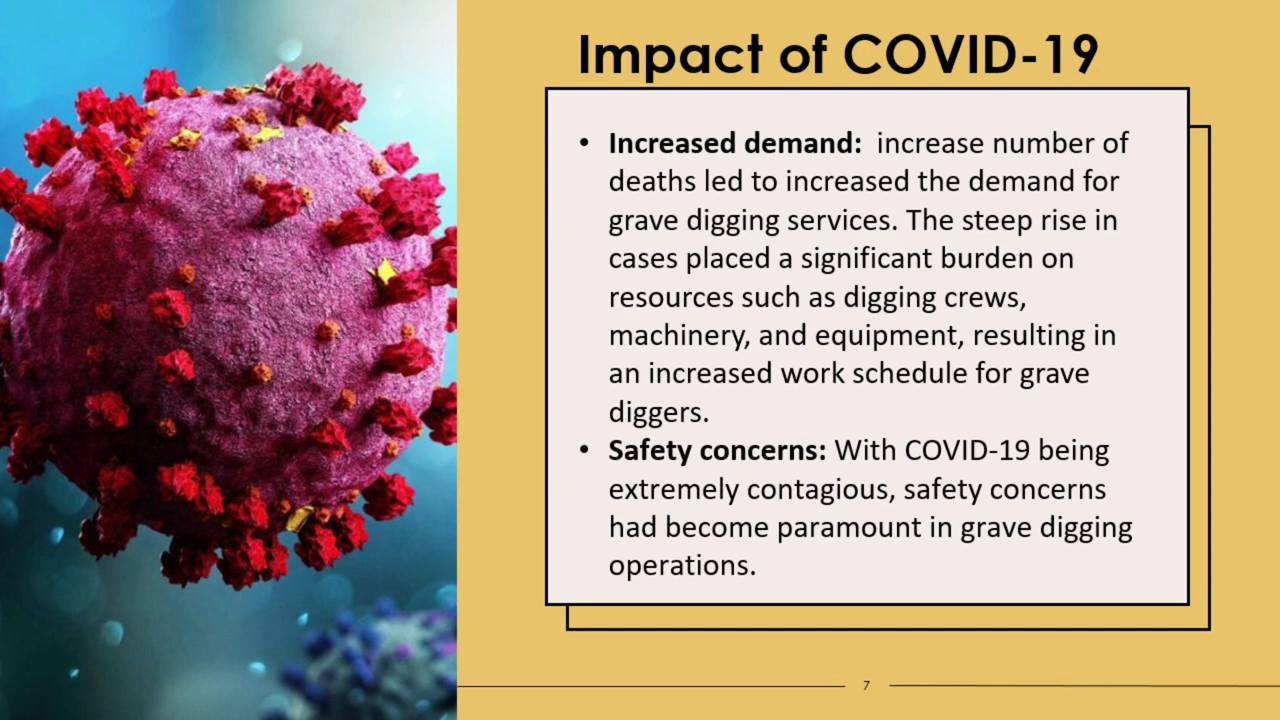 Impact of COVID-19
• Increased demand:  increase number of
deaths led to increased the demand for
grave digging services. The steep rise in
cases placed a significant burden on
resources such as digging crews,
machinery, and equipment, resulting in
an increased work schedule for grave
diggers.
• Safety concerns: With COVID-19 being
extremely contagious, safety concerns
had become paramount in grave digging
operations.
7